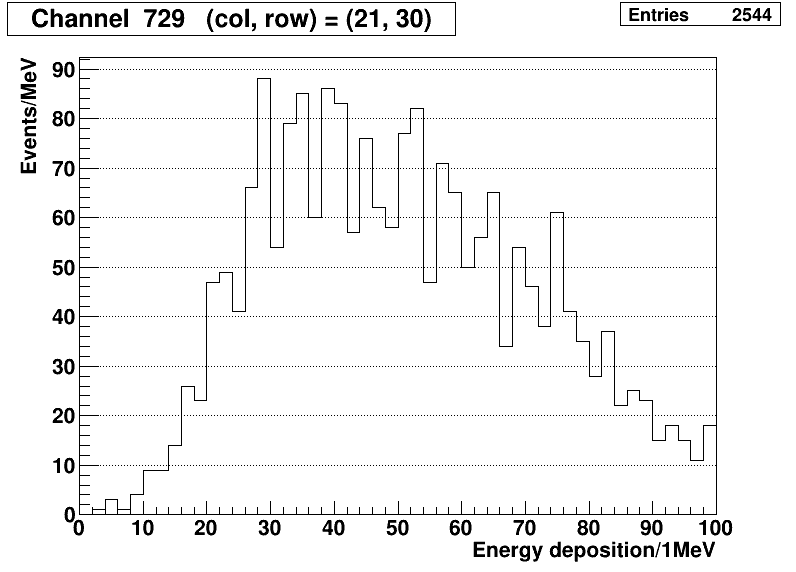 Channel 729 (col, row) = (21, 30)
Entries 2544
Events/MeV
90
80
70
60
50
40
30
20
10
0
0 10 20 30 40 50 60 70 80 90 100
Energy deposition/1MeV